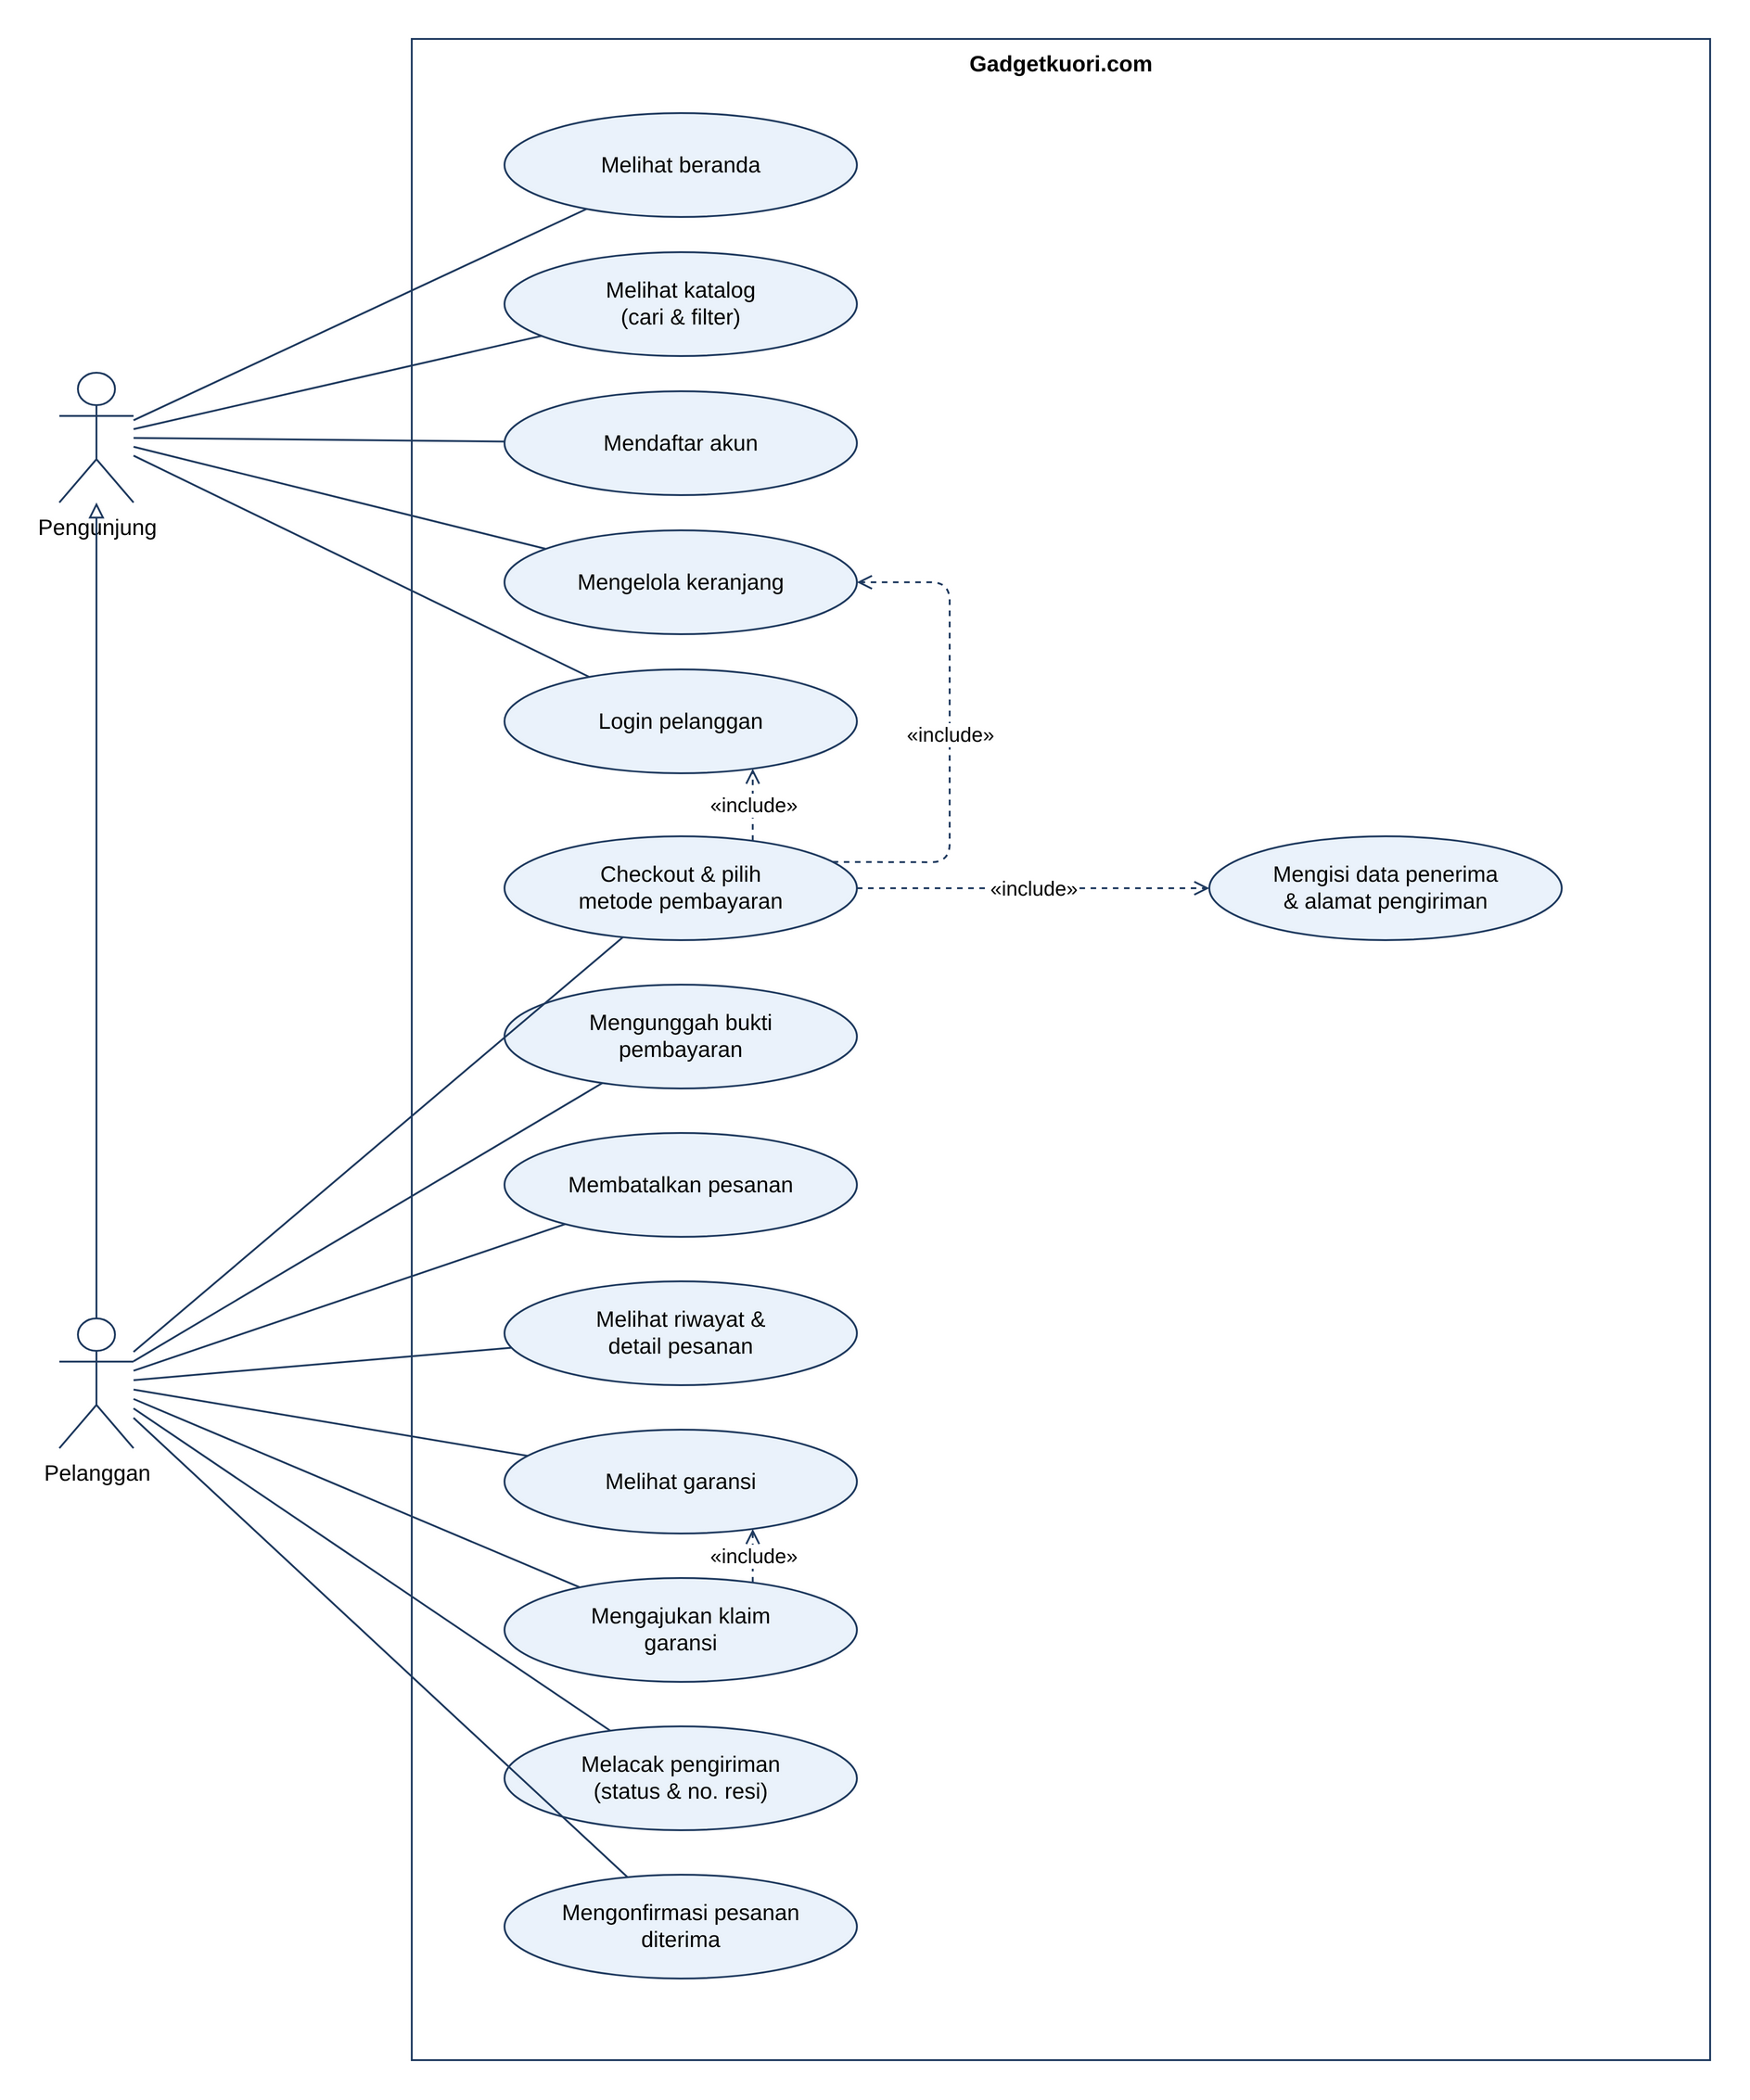 Gadgetkuori.com
Melihat beranda
Melihat katalog
(cari & filter)
Mendaftar akun
Pengunjung
Mengelola keranjang
Login pelanggan
«include»
«include»
Checkout & pilih
metode pembayaran
«include»
Mengisi data penerima
& alamat pengiriman
Mengunggah bukti
pembayaran
Membatalkan pesanan
Melihat riwayat &
detail pesanan
Pelanggan
Melihat garansi
«include»
Mengajukan klaim
garansi
Melacak pengiriman
(status & no. resi)
Mengonfirmasi pesanan
diterima